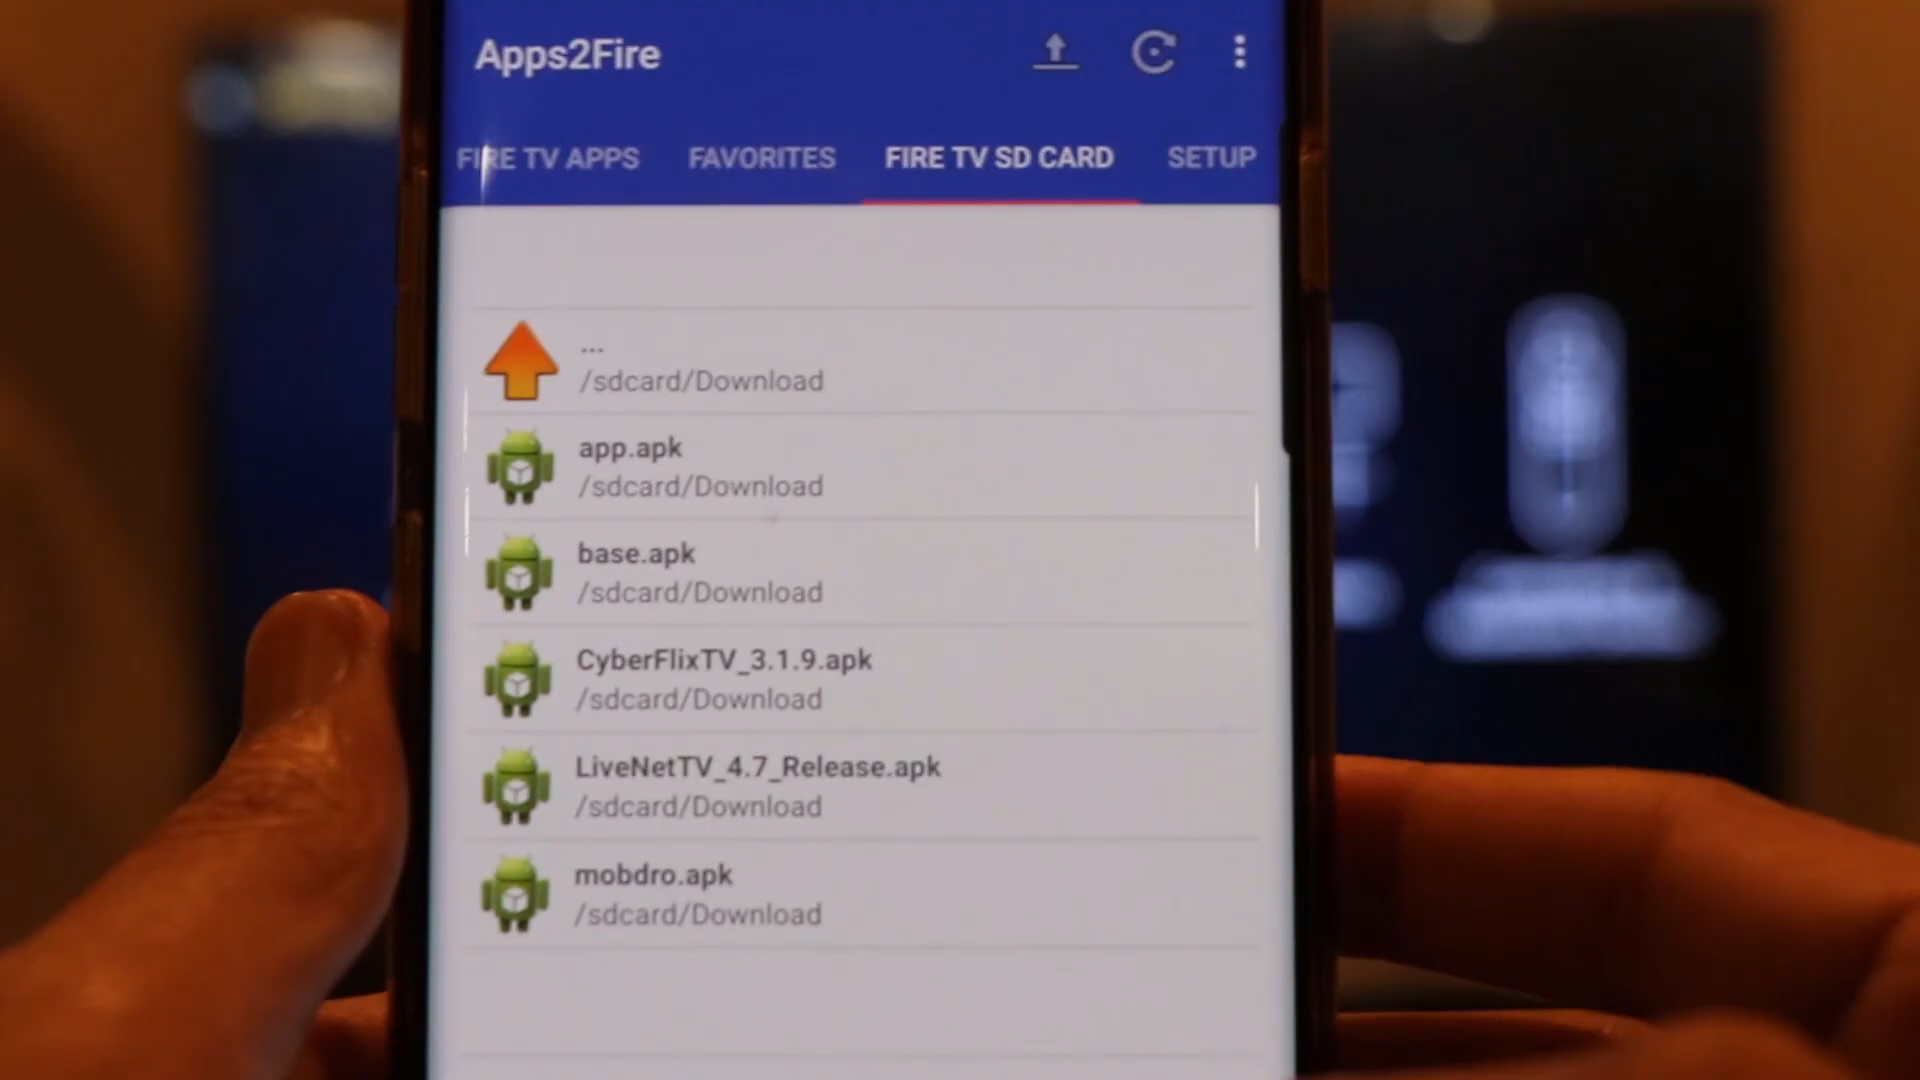 Apps2Fire
FIRE TV APPS FAVORITES FIRE TV SD CARD SETUP
...
/sdcard/Download
app.apk
/sdcard/Download
base.apk
/sdcard/Download
CyberFlixTV_3.1.9.apk
/sdcard/Download
LiveNetTV_4.7_Release.apk
/sdcard/Download
mobdro.apk
/sdcard/Download